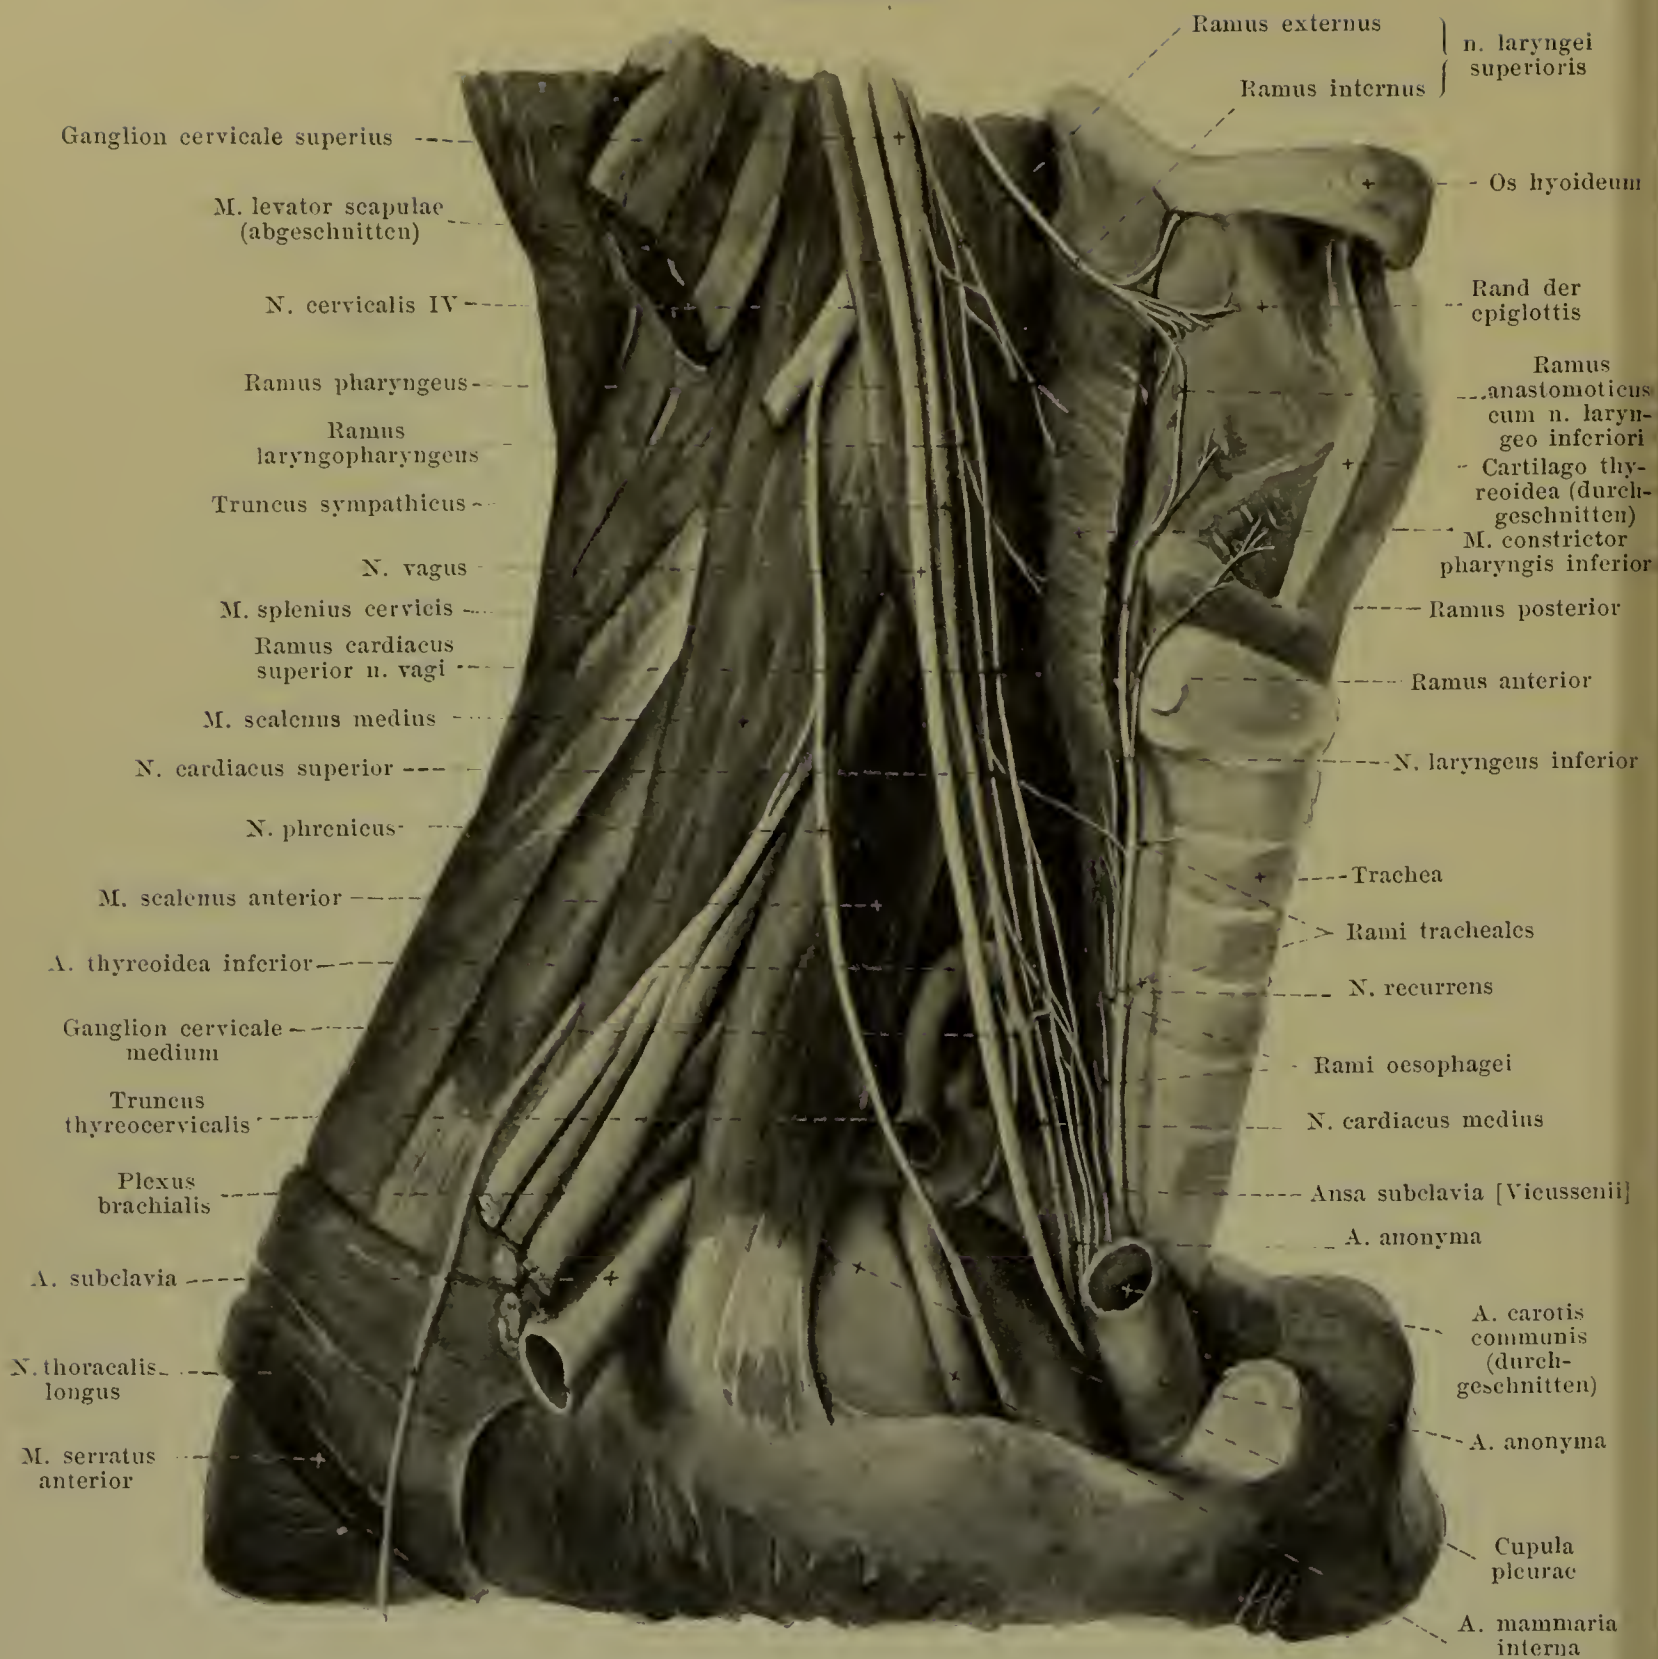 Ramus externus
Ramus internus
n. laryngei
superioris
Ganglion cervicale superius
M. levator scapulae
(abgeschnitten)
N. cervicalis IV
Ramus pharyngeus
Ramus
laryngopharyngeus
Truncus sympathicus
N. vagus
M. splenius cervicis
Ramus cardiacus
superior n. vagi
M. scalenus medius
N. cardiacus superior
N. phrenicus
M. scalenus anterior
A. thyreoidea inferior
Ganglion cervicale
medium
Truncus
thyreocervicalis
Plexus
brachialis
A. subclavia
N. thoracalis
longus
M. serratus
anterior
Os hyoideum
Rand der
epiglottis
Ramus
anastomoticus
cum n. laryn-
geo inferiori
Cartilago thy-
reoidea (durch-
geschnitten)
M. constrictor
pharyngis inferior
Ramus posterior
Ramus anterior
N. laryngeus inferior
Trachea
Rami tracheales
N. recurrens
Rami oesophagei
N. cardiacus medius
Ansa subclavia [Vieussenii]
A. anonyma
A. carotis
communis
(durch-
geschnitten)
A. anonyma
Cupula
pleurae
A. mammaria
interna